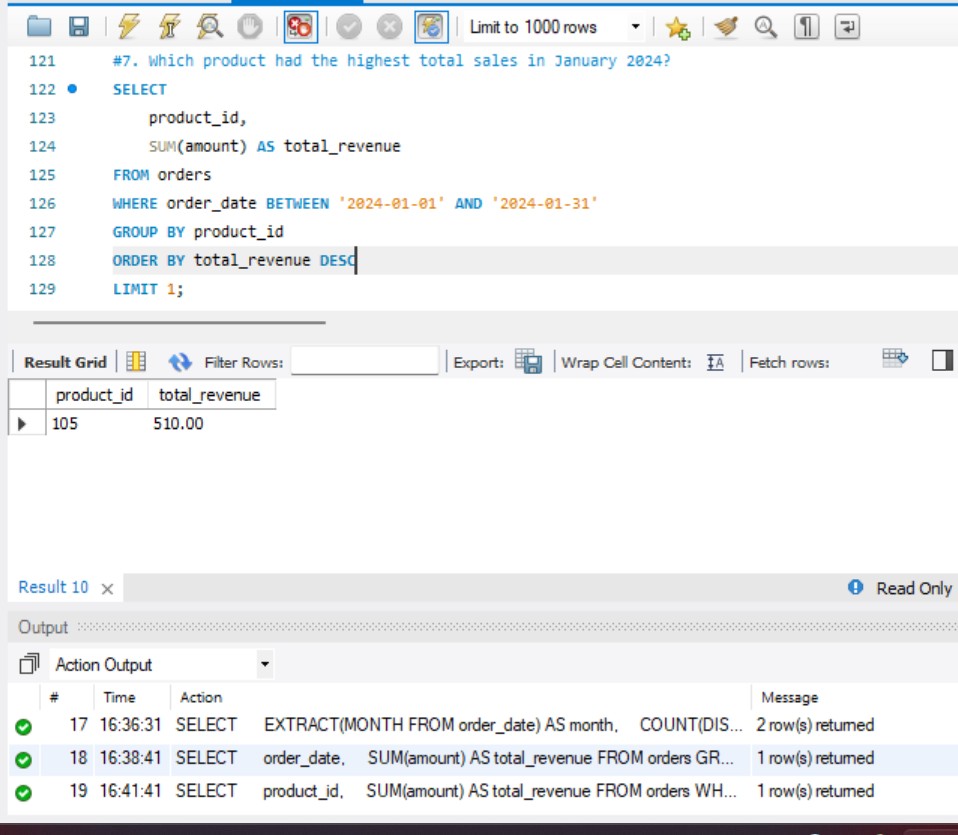 Limit to 1000 rows
121 #7. Which product had the highest total sales in January 2024?
122 SELECT
123 product_id,
124 SUM(amount) AS total_revenue
125 FROM orders
126 WHERE order_date BETWEEN '2024-01-01' AND '2024-01-31'
127 GROUP BY product_id
128 ORDER BY total_revenue DESC
129 LIMIT 1;
Result Grid Filter Rows: Export: Wrap Cell Content: Fetch rows:
product_id total_revenue
105 510.00
Result 10 Read Only
Output
Action Output
# Time Action Message
17 16:36:31 SELECT EXTRACT(MONTH FROM order_date) AS month, COUNT(DIS... 2 row(s) returned
18 16:38:41 SELECT order_date, SUM(amount) AS total_revenue FROM orders GR... 1 row(s) returned
19 16:41:41 SELECT product_id, SUM(amount) AS total_revenue FROM orders WH... 1 row(s) returned